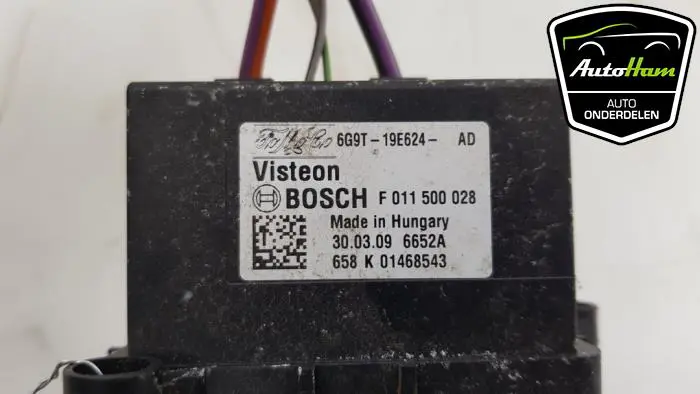 6G9T-19E624- AD
Visteon
BOSCH F 011 500 028
Made in Hungary
30.03.09 6652A
658 K 01468543
AutoHam
AUTO
ONDERDELEN